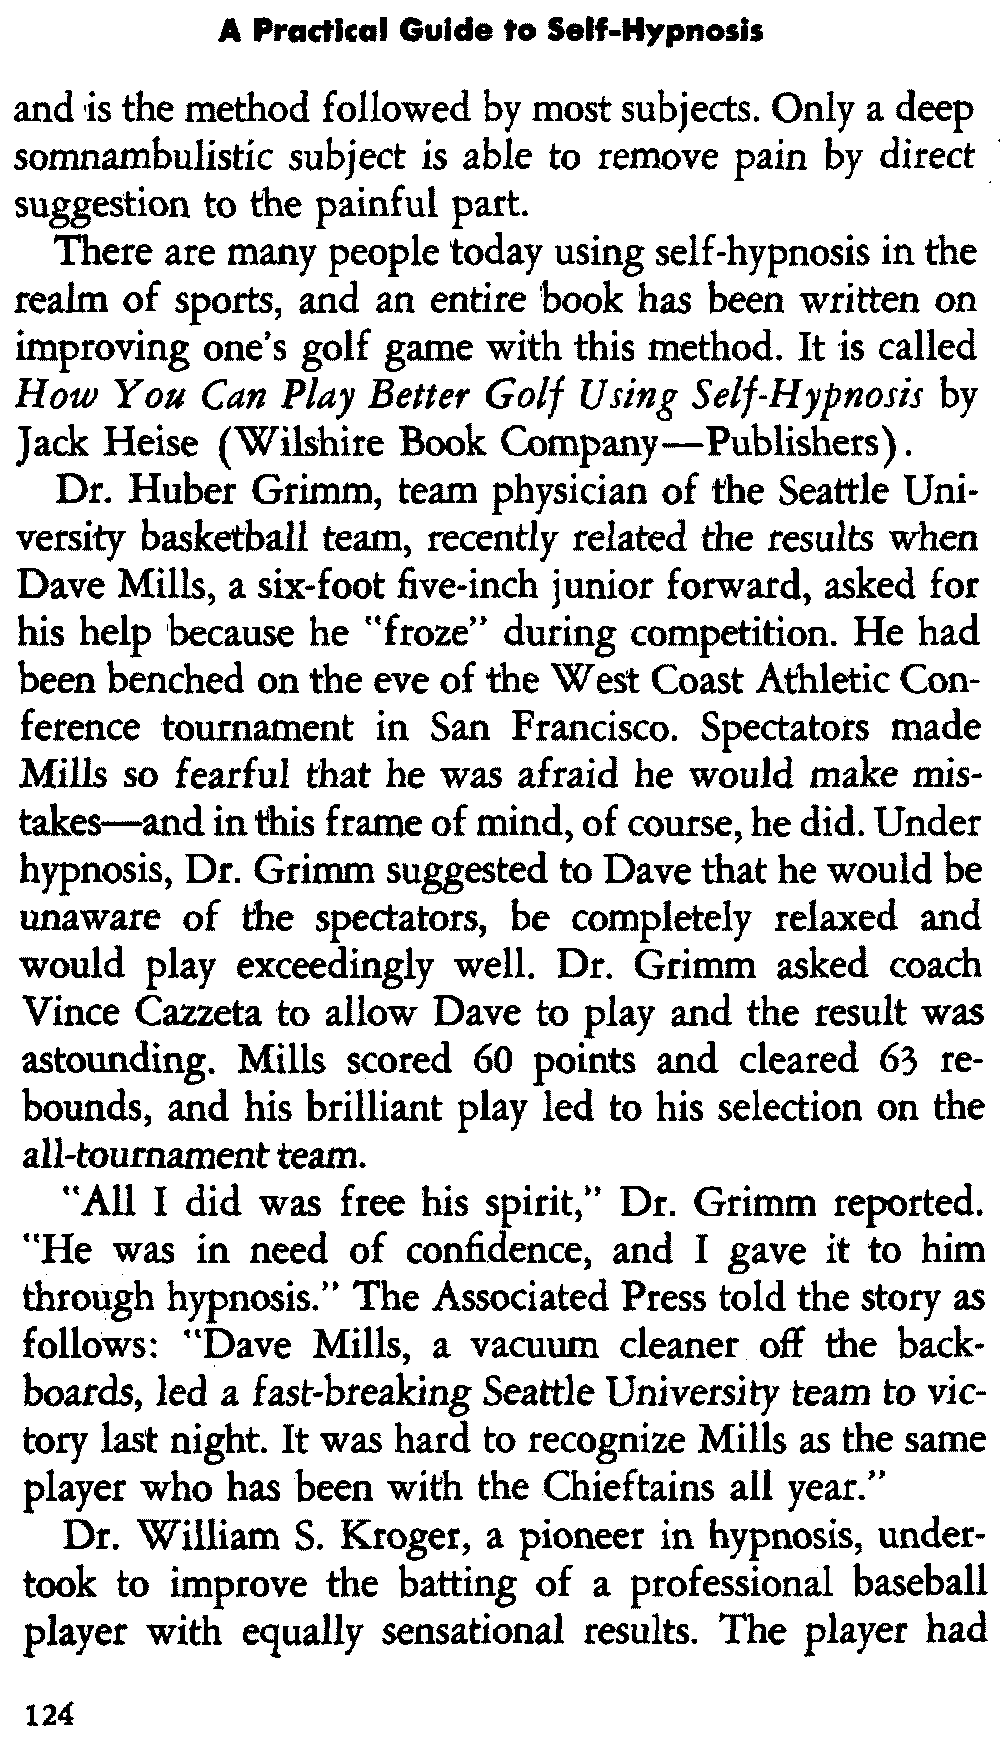 A Practical Guide to Self-Hypnosis
and is the method followed by most subjects. Only a deep
somnambulistic subject is able to remove pain by direct
suggestion to the painful part.
There are many people today using self-hypnosis in the
realm of sports, and an entire book has been written on
improving one's golf game with this method. It is called
How You Can Play Better Golf Using Self-Hypnosis by
Jack Heise (Wilshire Book Company—Publishers).
Dr. Huber Grimm, team physician of the Seattle Uni-
versity basketball team, recently related the results when
Dave Mills, a six-foot five-inch junior forward, asked for
his help because he "froze" during competition. He had
been benched on the eve of the West Coast Athletic Con-
ference tournament in San Francisco. Spectators made
Mills so fearful that he was afraid he would make mis-
takes—and in this frame of mind, of course, he did. Under
hypnosis, Dr. Grimm suggested to Dave that he would be
unaware of the spectators, be completely relaxed and
would play exceedingly well. Dr. Grimm asked coach
Vince Cazzeta to allow Dave to play and the result was
astounding. Mills scored 60 points and cleared 63 re-
bounds, and his brilliant play led to his selection on the
all-tournament team.
"All I did was free his spirit," Dr. Grimm reported.
"He was in need of confidence, and I gave it to him
through hypnosis." The Associated Press told the story as
follows: "Dave Mills, a vacuum cleaner off the back-
boards, led a fast-breaking Seattle University team to vic-
tory last night. It was hard to recognize Mills as the same
player who has been with the Chieftains all year."
Dr. William S. Kroger, a pioneer in hypnosis, under-
took to improve the batting of a professional baseball
player with equally sensational results. The player had
124